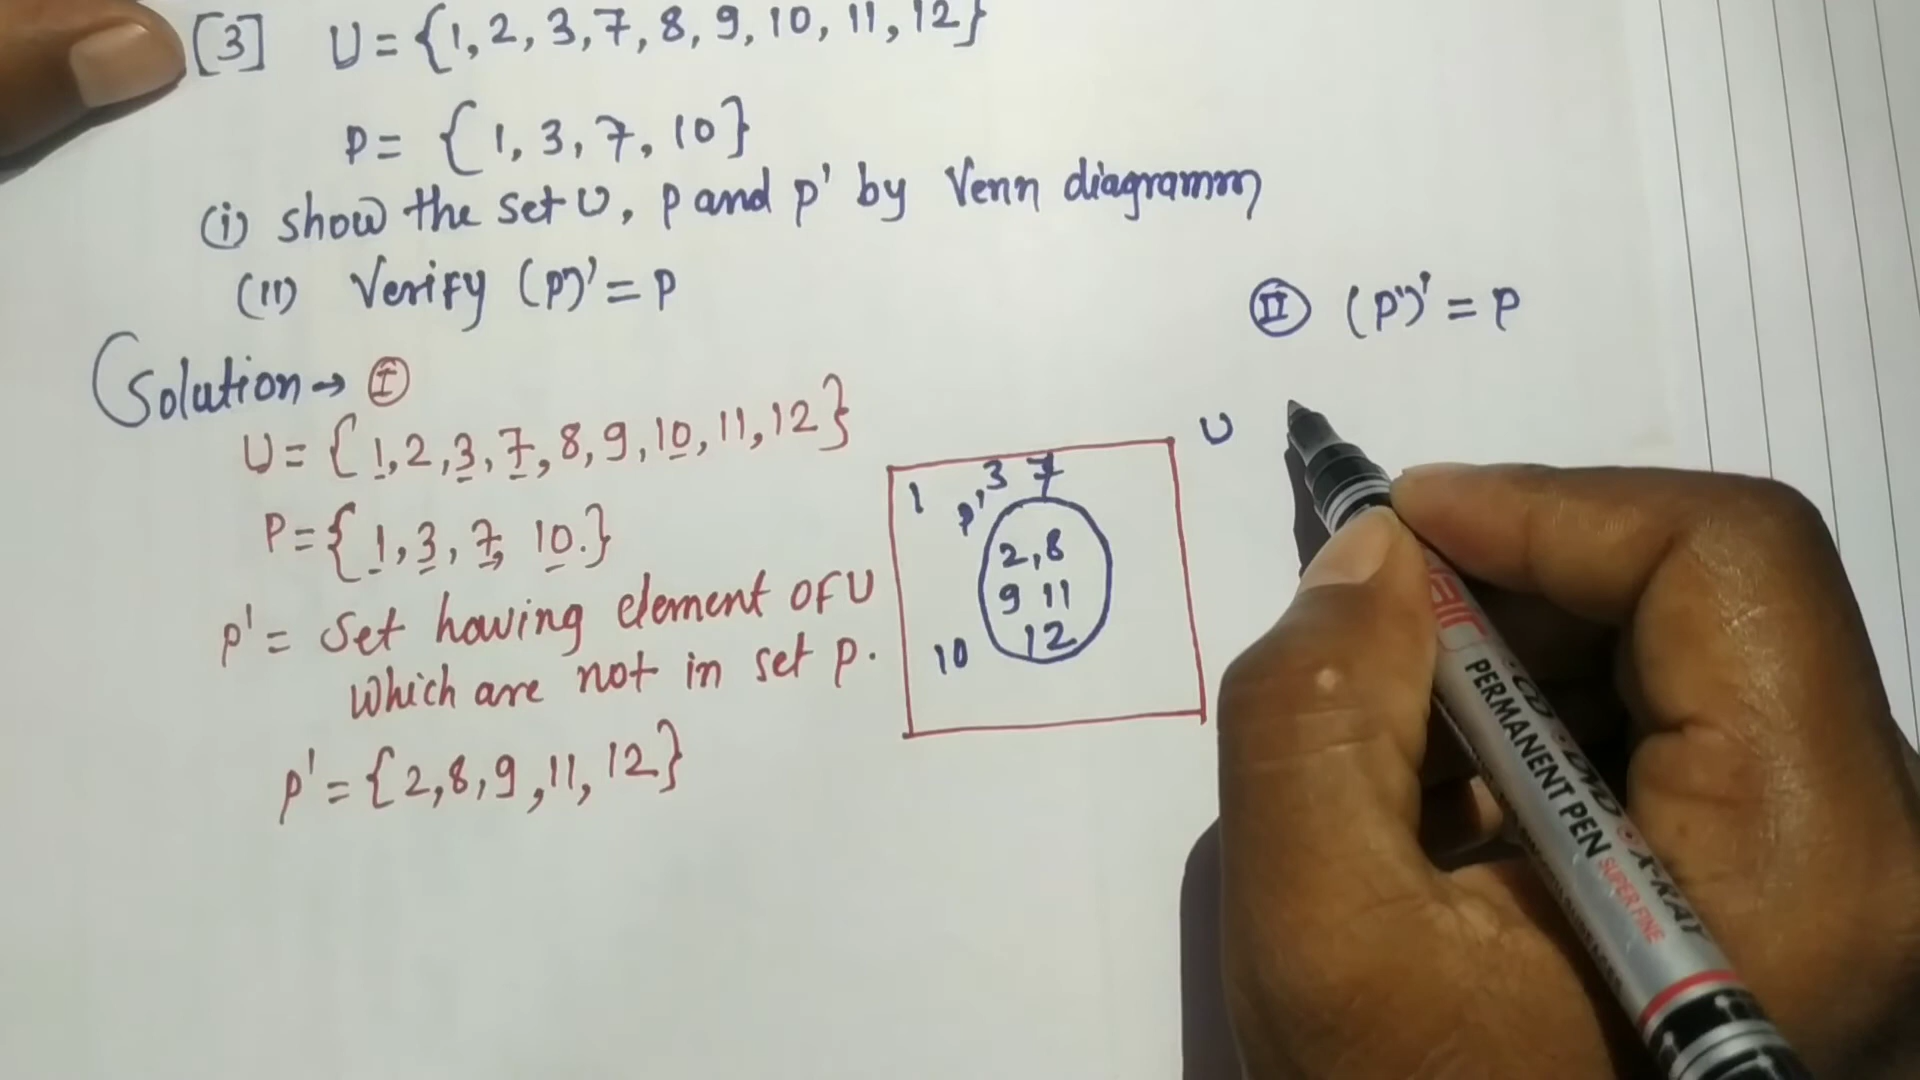 [3] U = {1, 2, 3, 7, 8, 9, 10, 11, 12}
P = {1, 3, 7, 10}
(i) show the set U, P and P' by Venn diagramm
(II) Verify (P')' = P
Solution → (I)
U = {1, 2, 3, 7, 8, 9, 10, 11, 12}
P = {1, 3, 7, 10.}
P' = Set having element of U
which are not in set P.
P' = {2, 8, 9, 11, 12}
U
1 3 7
P'
2, 8
9 11
12
10
(II) (P')' = P
PERMANENT PEN SUPER FINE
X-RAY